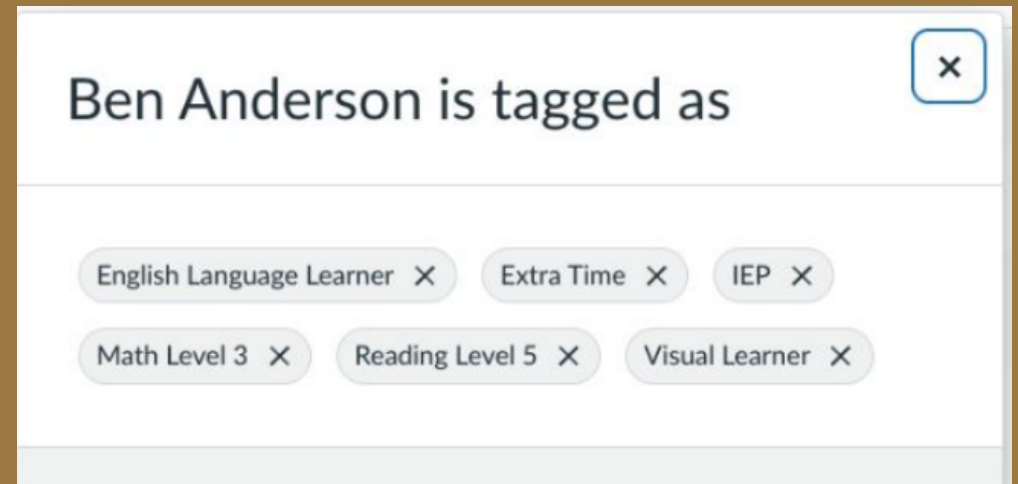 Ben Anderson is tagged as
English Language Learner Extra Time IEP
Math Level 3 Reading Level 5 Visual Learner